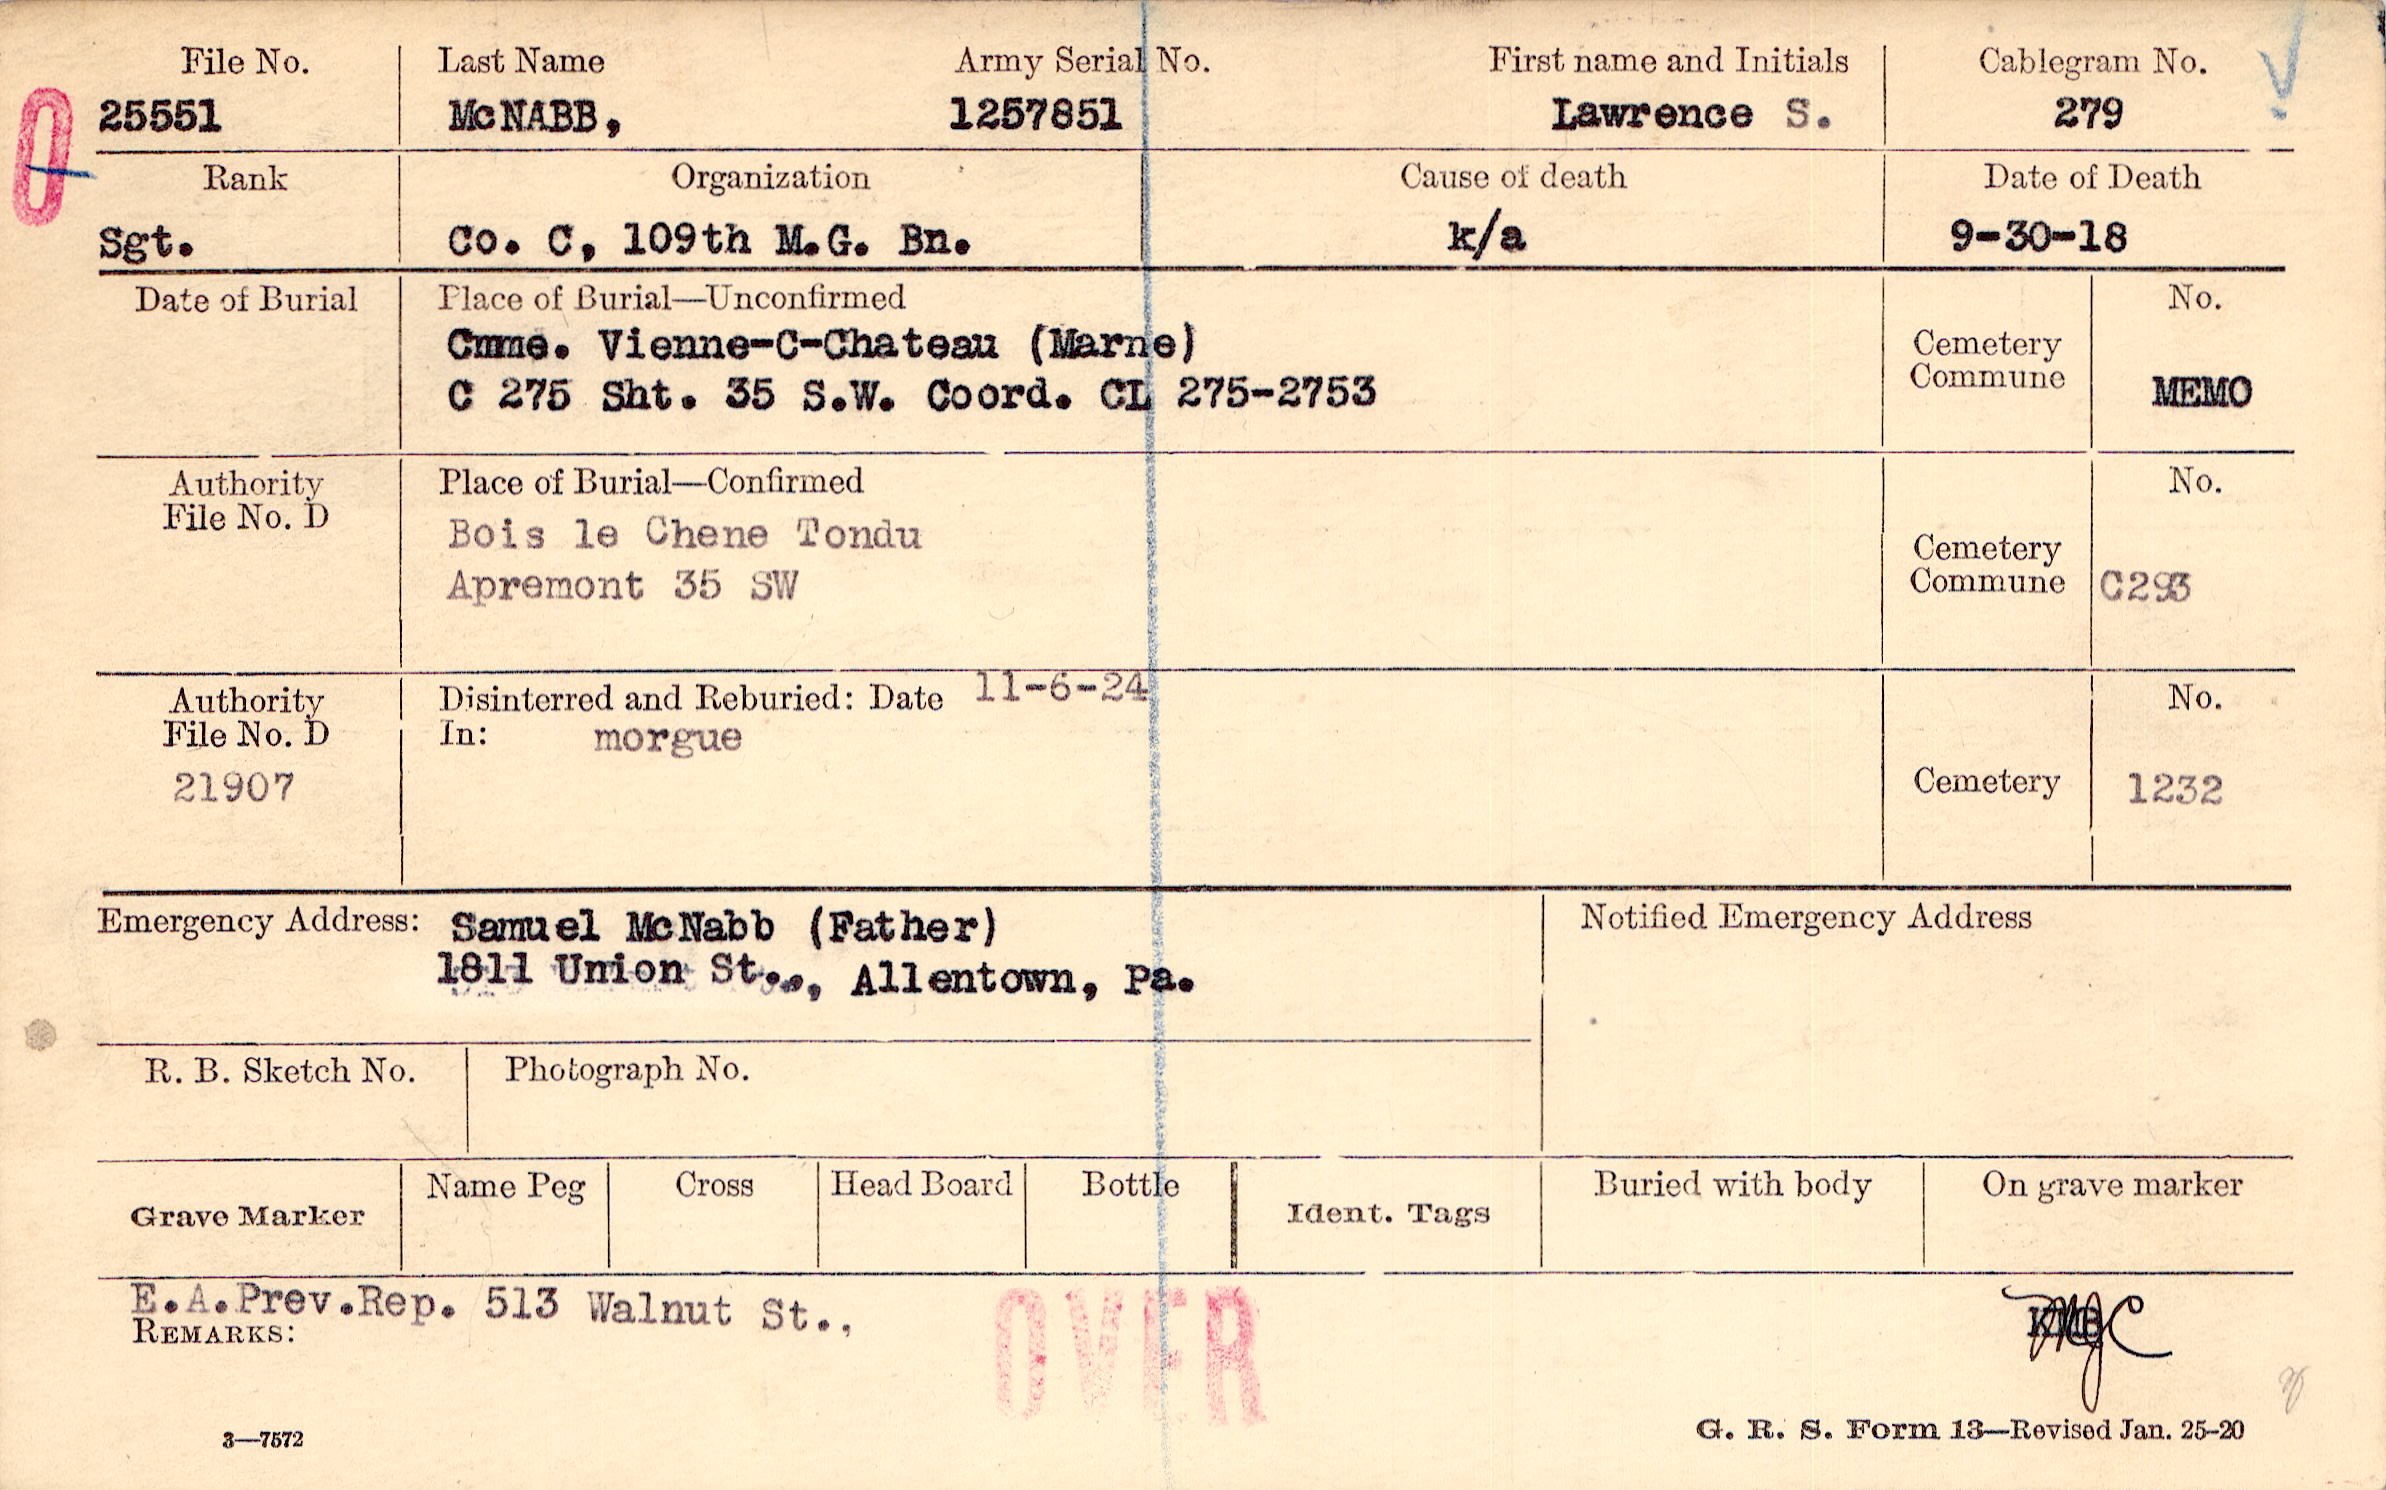 File No. Last Name Army Serial No. First name and Initials Cablegram No.
25551 McNABB, 1257851 Lawrence S. 279
Rank Organization Cause of death Date of Death
Sgt. Co. C, 109th M.G. Bn. k/a 9-30-18
Date of Burial Place of Burial—Unconfirmed No.
Cmme. Vienne-C-Chateau (Marne) Cemetery
Commune
C 275 Sht. 35 S.W. Coord. CL 275-2753 MEMO
Authority Place of Burial—Confirmed No.
File No. D
Bois le Chene Tondu Cemetery
Apremont 35 SW Commune C293
Authority Disinterred and Reburied: Date 11-6-24 No.
File No. D In: morgue
21907 Cemetery 1232
Emergency Address: Samuel McNabb (Father) Notified Emergency Address
1811 Union St., Allentown, Pa.
R. B. Sketch No. Photograph No.
Grave Marker Name Peg Cross Head Board Bottle Ident. Tags Buried with body On grave marker
E.A.Prev.Rep. 513 Walnut St.,
REMARKS:
OVER
3—7572 G. R. S. Form 13—Revised Jan. 25-20